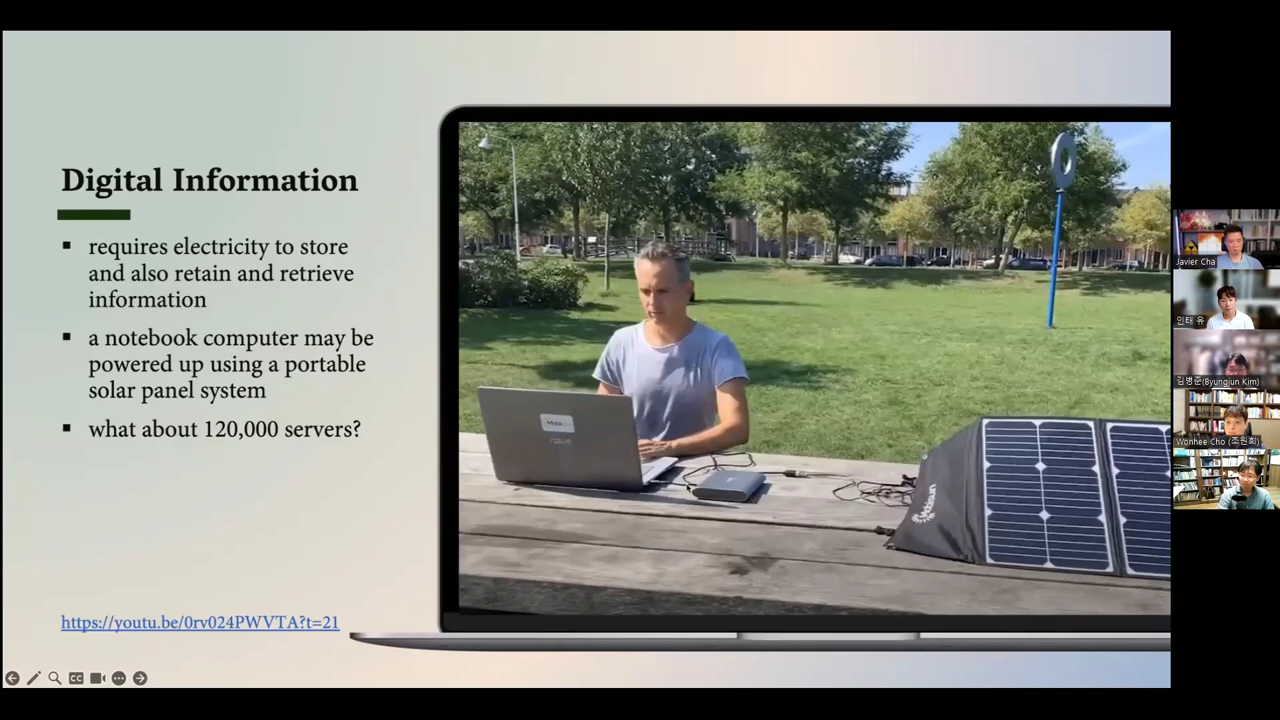 Digital Information
▪ requires electricity to store
and also retain and retrieve
information
▪ a notebook computer may be
powered up using a portable
solar panel system
▪ what about 120,000 servers?
https://youtu.be/0rv024PWVTA?t=21
Mobisun
Javier Cha
인태 유
김병준(Byungjun Kim)
Wonhee Cho (조원희)
CC